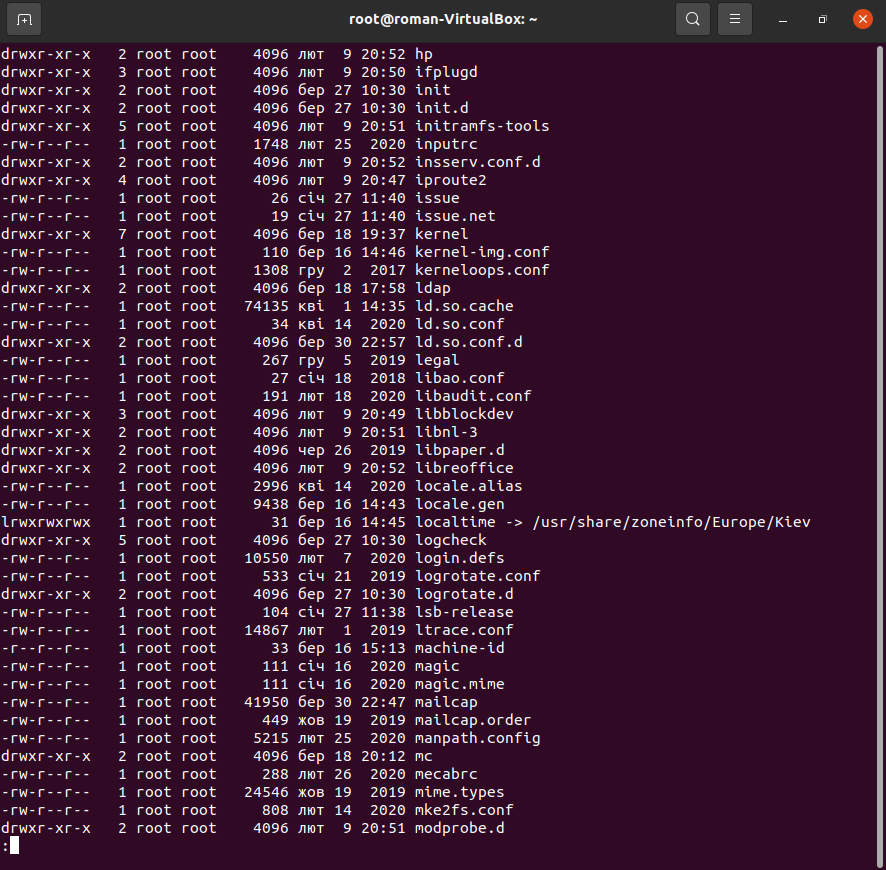 root@roman-VirtualBox: ~
drwxr-xr-x   2 root root    4096 лют  9 20:52 hp
drwxr-xr-x   3 root root    4096 лют  9 20:50 ifplugd
drwxr-xr-x   2 root root    4096 бер 27 10:30 init
drwxr-xr-x   2 root root    4096 бер 27 10:30 init.d
drwxr-xr-x   5 root root    4096 лют  9 20:51 initramfs-tools
-rw-r--r--   1 root root    1748 лют 25  2020 inputrc
drwxr-xr-x   2 root root    4096 лют  9 20:52 insserv.conf.d
drwxr-xr-x   4 root root    4096 лют  9 20:47 iproute2
-rw-r--r--   1 root root      26 січ 27 11:40 issue
-rw-r--r--   1 root root      19 січ 27 11:40 issue.net
drwxr-xr-x   7 root root    4096 бер 18 19:37 kernel
-rw-r--r--   1 root root     110 бер 16 14:46 kernel-img.conf
-rw-r--r--   1 root root    1308 гру  2  2017 kerneloops.conf
drwxr-xr-x   2 root root    4096 бер 18 17:58 ldap
-rw-r--r--   1 root root   74135 кві  1 14:35 ld.so.cache
-rw-r--r--   1 root root      34 кві 14  2020 ld.so.conf
drwxr-xr-x   2 root root    4096 бер 30 22:57 ld.so.conf.d
-rw-r--r--   1 root root     267 гру  5  2019 legal
-rw-r--r--   1 root root      27 січ 18  2018 libao.conf
-rw-r--r--   1 root root     191 лют 18  2020 libaudit.conf
drwxr-xr-x   3 root root    4096 лют  9 20:49 libblockdev
drwxr-xr-x   2 root root    4096 лют  9 20:51 libnl-3
drwxr-xr-x   2 root root    4096 чер 26  2019 libpaper.d
drwxr-xr-x   2 root root    4096 лют  9 20:52 libreoffice
-rw-r--r--   1 root root    2996 кві 14  2020 locale.alias
-rw-r--r--   1 root root    9438 бер 16 14:43 locale.gen
lrwxrwxrwx   1 root root      31 бер 16 14:45 localtime -> /usr/share/zoneinfo/Europe/Kiev
drwxr-xr-x   5 root root    4096 бер 27 10:30 logcheck
-rw-r--r--   1 root root   10550 лют  7  2020 login.defs
-rw-r--r--   1 root root     533 січ 21  2019 logrotate.conf
drwxr-xr-x   2 root root    4096 бер 27 10:30 logrotate.d
-rw-r--r--   1 root root     104 січ 27 11:38 lsb-release
-rw-r--r--   1 root root   14867 лют  1  2019 ltrace.conf
-r--r--r--   1 root root      33 бер 16 15:13 machine-id
-rw-r--r--   1 root root     111 січ 16  2020 magic
-rw-r--r--   1 root root     111 січ 16  2020 magic.mime
-rw-r--r--   1 root root   41950 бер 30 22:47 mailcap
-rw-r--r--   1 root root     449 жов 19  2019 mailcap.order
-rw-r--r--   1 root root    5215 лют 25  2020 manpath.config
drwxr-xr-x   2 root root    4096 бер 18 20:12 mc
-rw-r--r--   1 root root     288 лют 26  2020 mecabrc
-rw-r--r--   1 root root   24546 жов 19  2019 mime.types
-rw-r--r--   1 root root     808 лют 14  2020 mke2fs.conf
drwxr-xr-x   2 root root    4096 лют  9 20:51 modprobe.d
: